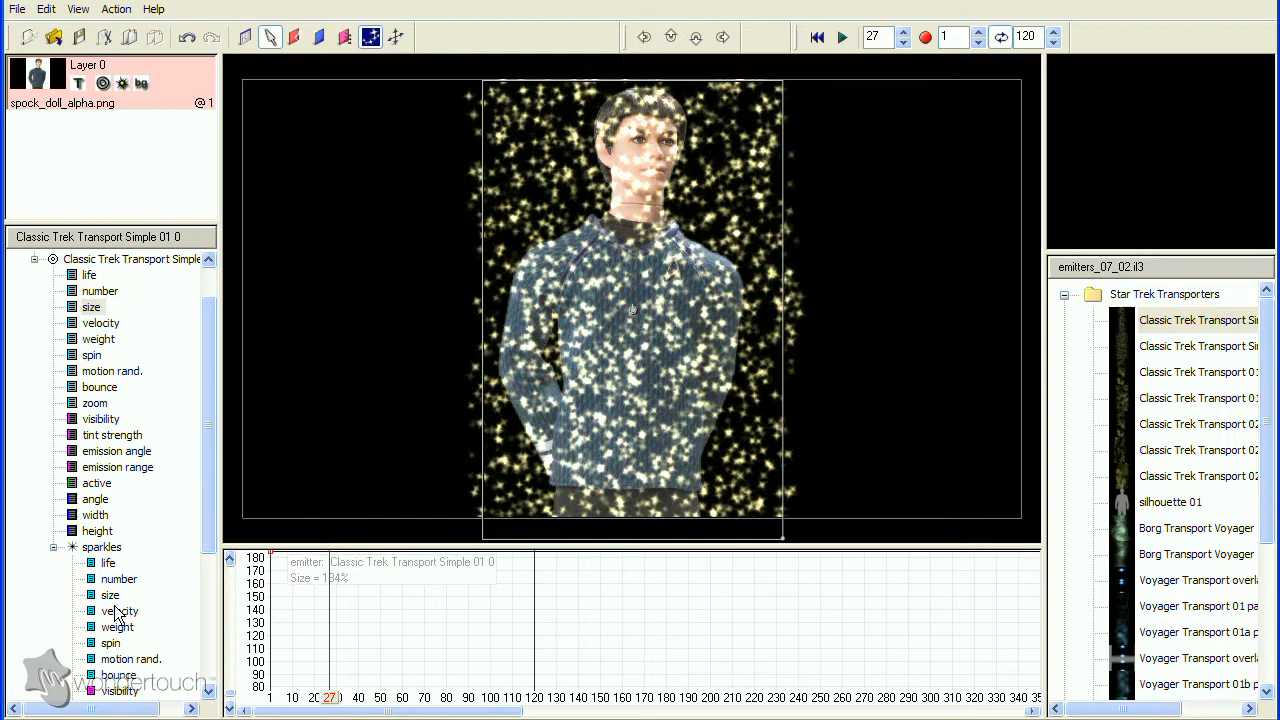 File Edit View Action Help
27 1 120
Layer 0
T bg
spock_doll_alpha.png @ 1
Classic Trek Transport Simple 01 0
Classic Trek Transport Simple
life
number
size
velocity
weight
spin
motion rand.
bounce
zoom
visibility
tint strength
emission angle
emission range
active
angle
width
height
sparkles
life
number
size
velocity
weight
spin
motion rand.
bounce
visibility
wondertouch
emitter: Classic Trek Transport Simple 01 0
Size = 184%
180
170
160
150
140
130
120
110
100
90
80
1 10 20 27 30 40 50 60 70 80 90 100 110 120 130 140 150 160 170 180 190 200 210 220 230 240 250 260 270 280 290 300 310 320 330 340 35
emitters_07_02.il3
Star Trek Transporters
Classic Trek Transport Si
Classic Trek Transport Si
Classic Trek Transport 01
Classic Trek Transport 01
Classic Trek Transport 02
Classic Trek Transport 02
Classic Trek Transport 02
silhouette 01
Borg Transport Voyager
Borg Transport Voyager
Voyager Transport overla
Voyager Transport 01 pa
Voyager Transport 01a p
Voyager Transport overla
Voyager Transport 01b p